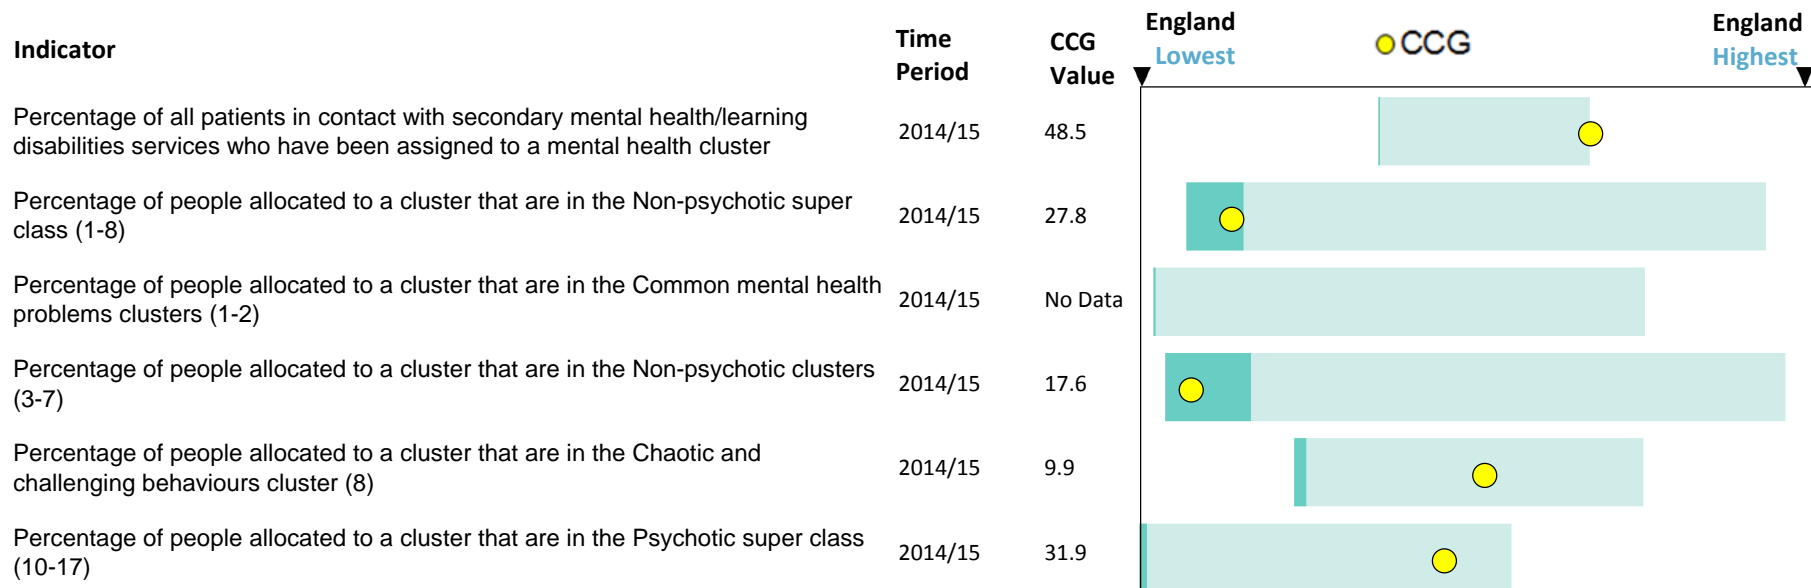 Indicator
Time Period
CCG Value
England Lowest
CCG
England Highest
Percentage of all patients in contact with secondary mental health/learning
disabilities services who have been assigned to a mental health cluster
2014/15
48.5
Percentage of people allocated to a cluster that are in the Non-psychotic super
class (1-8)
2014/15
27.8
Percentage of people allocated to a cluster that are in the Common mental health
problems clusters (1-2)
2014/15
No Data
Percentage of people allocated to a cluster that are in the Non-psychotic clusters
(3-7)
2014/15
17.6
Percentage of people allocated to a cluster that are in the Chaotic and
challenging behaviours cluster (8)
2014/15
9.9
Percentage of people allocated to a cluster that are in the Psychotic super class
(10-17)
2014/15
31.9